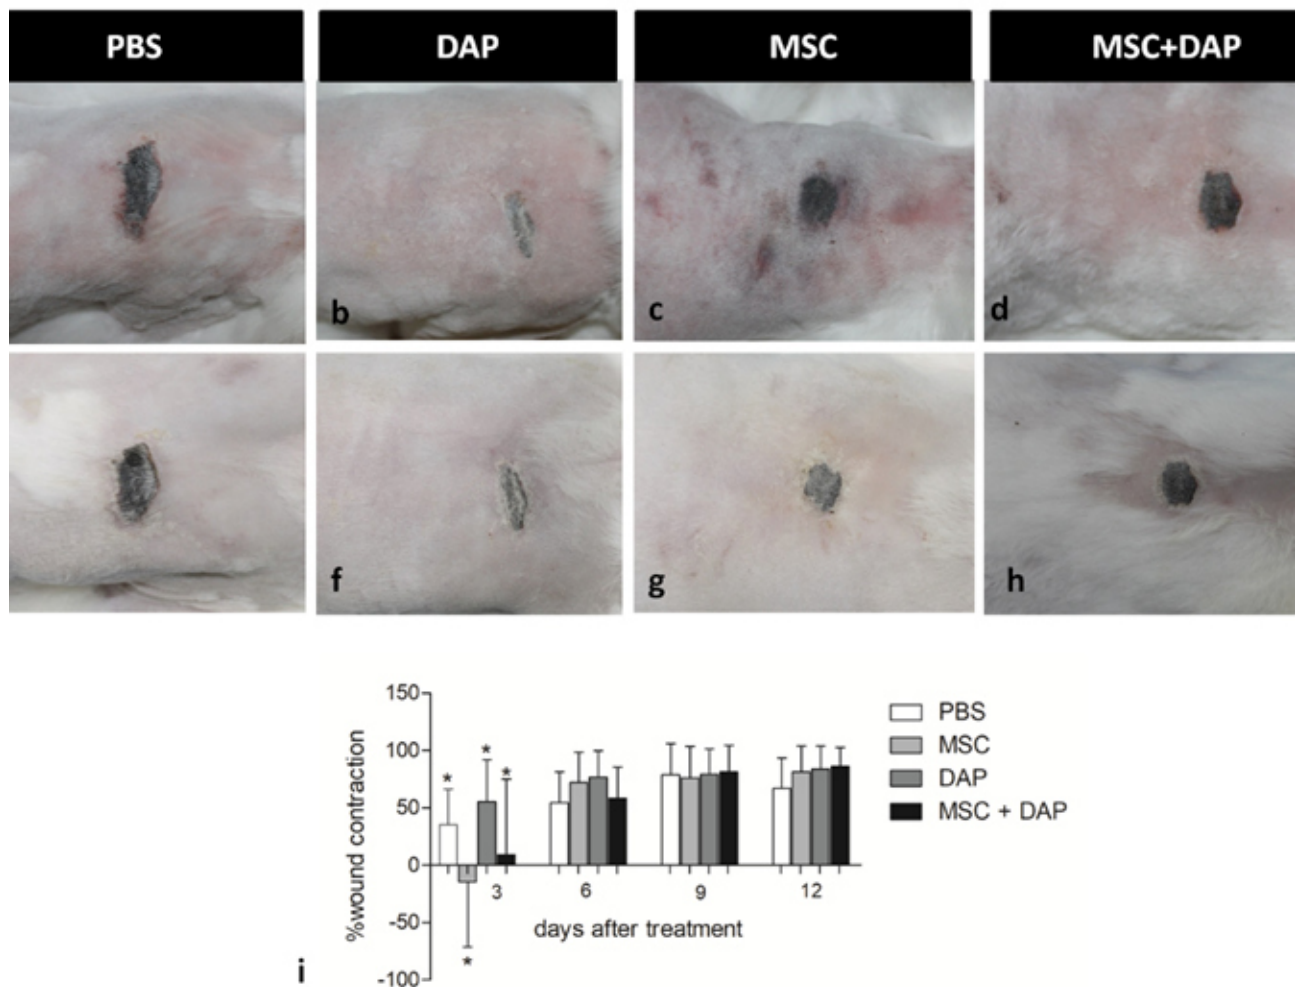 PBS DAP MSC MSC+DAP
b c d
f g h
150
100
50
0
-50
-100
%wound contraction
* * * *
3 6 9 12
days after treatment
PBS
MSC
DAP
MSC + DAP
i